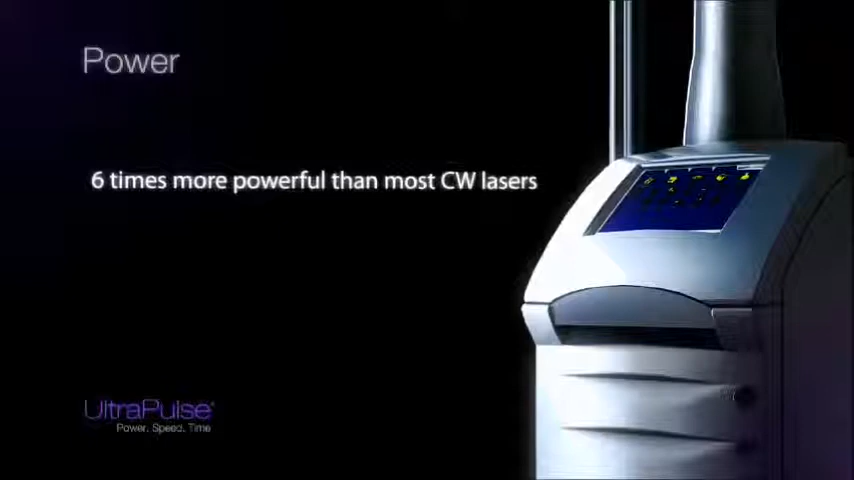 Power
6 times more powerful than most CW lasers
UltraPulse®
Power. Speed. Time